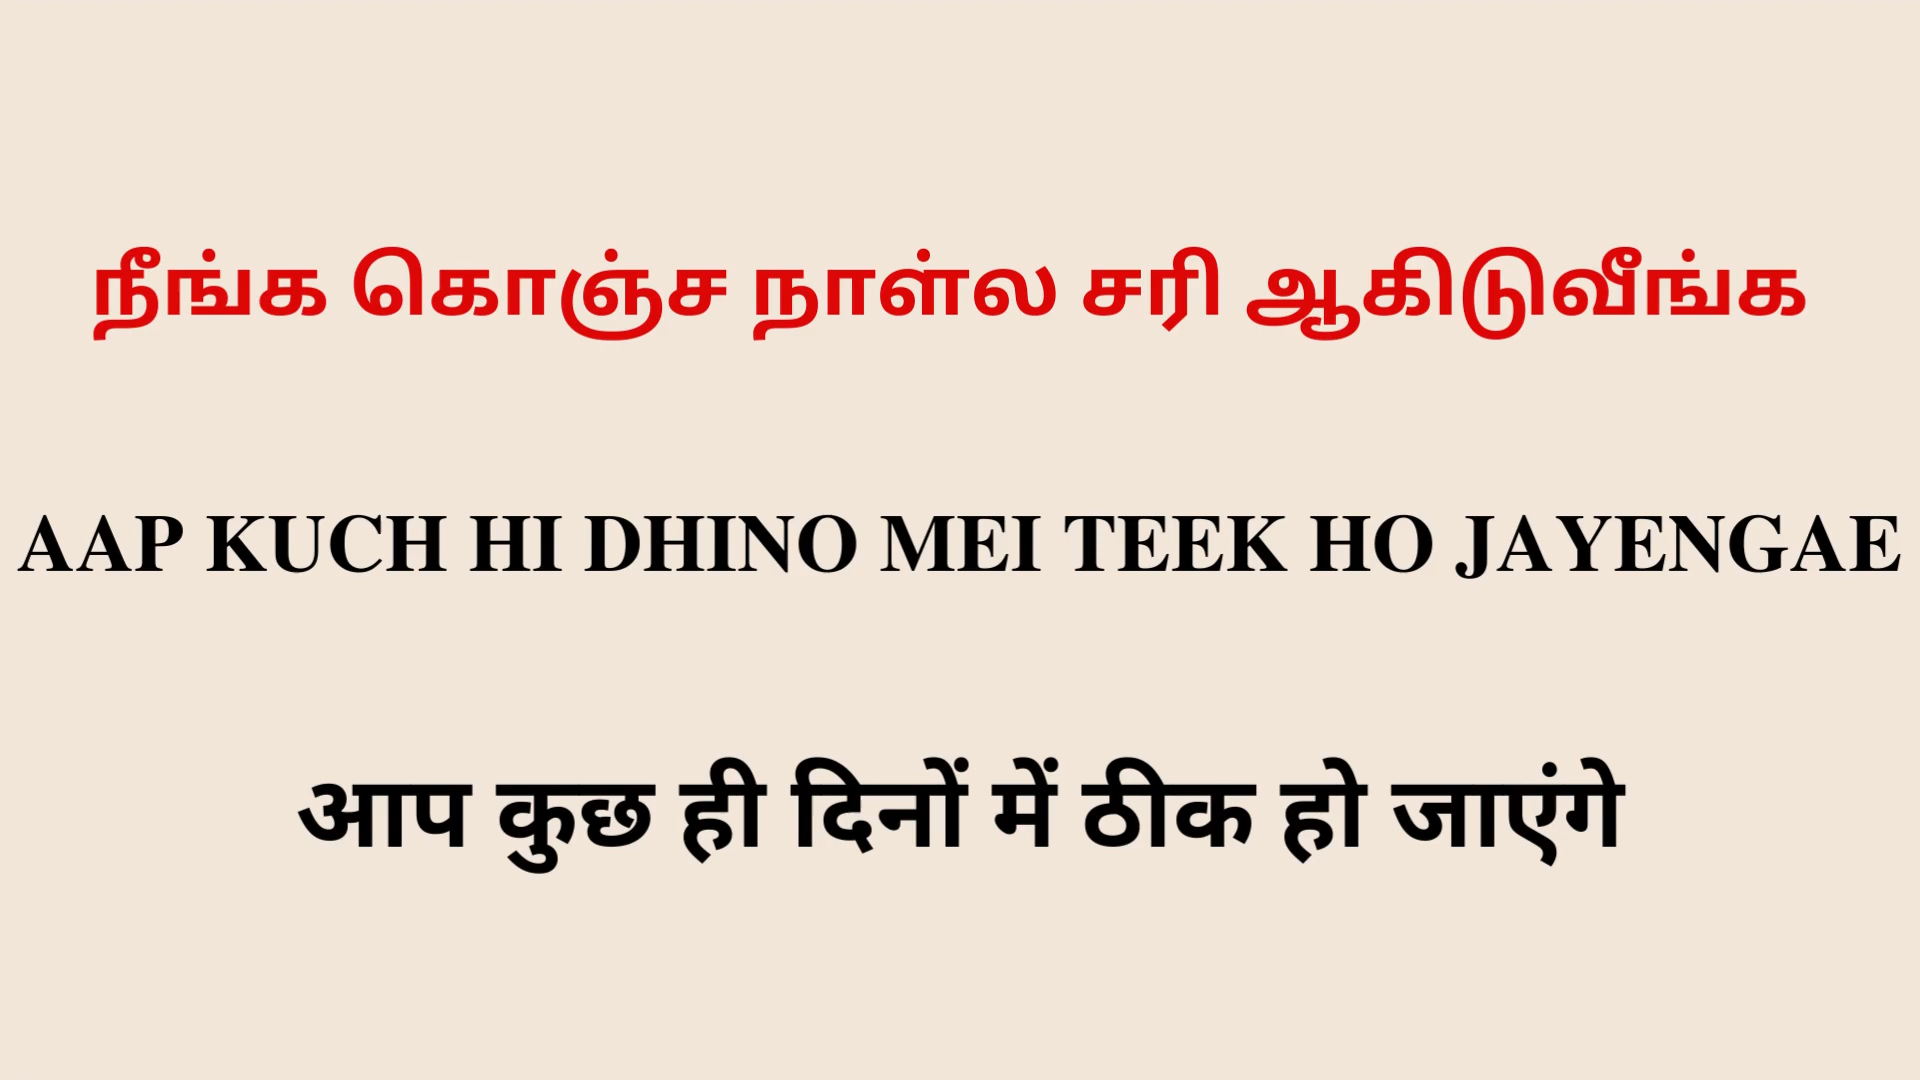 நீங்க கொஞ்ச நாள்ல சரி ஆகிடுவீங்க
AAP KUCH HI DHINO MEI TEEK HO JAYENGAE
आप कुछ ही दिनों में ठीक हो जाएंगे